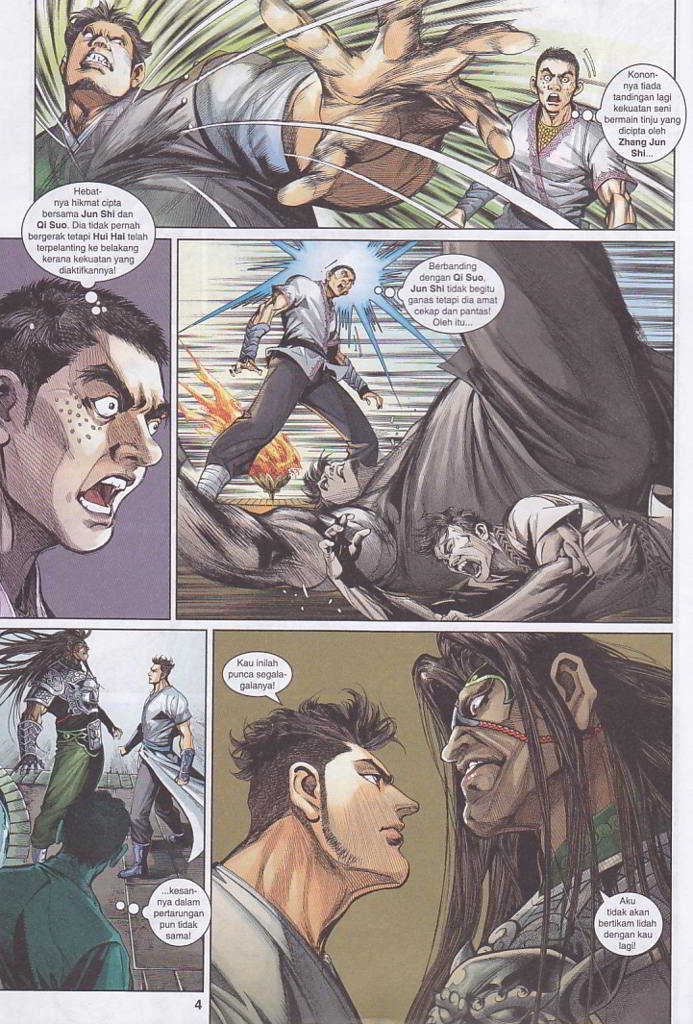 Konon-
nya tiada
tandingan lagi
kekuatan seni
bermain tinju yang
dicipta oleh
Zhang Jun
Shi...
Hebat-
nya hikmat cipta
bersama Jun Shi dan
Qi Suo. Dia tidak pernah
bergerak tetapi Hui Hai telah
terpelanting ke belakang
kerana kekuatan yang
diaktifkannya!
Berbanding
dengan Qi Suo,
Jun Shi tidak begitu
ganas tetapi dia amat
cekap dan pantas!
Oleh itu...
...kesan-
nya dalam
pertarungan
pun tidak
sama!
Kau inilah
punca segala-
galanya!
Aku
tidak akan
bertikam lidah
dengan kau
lagi!
4